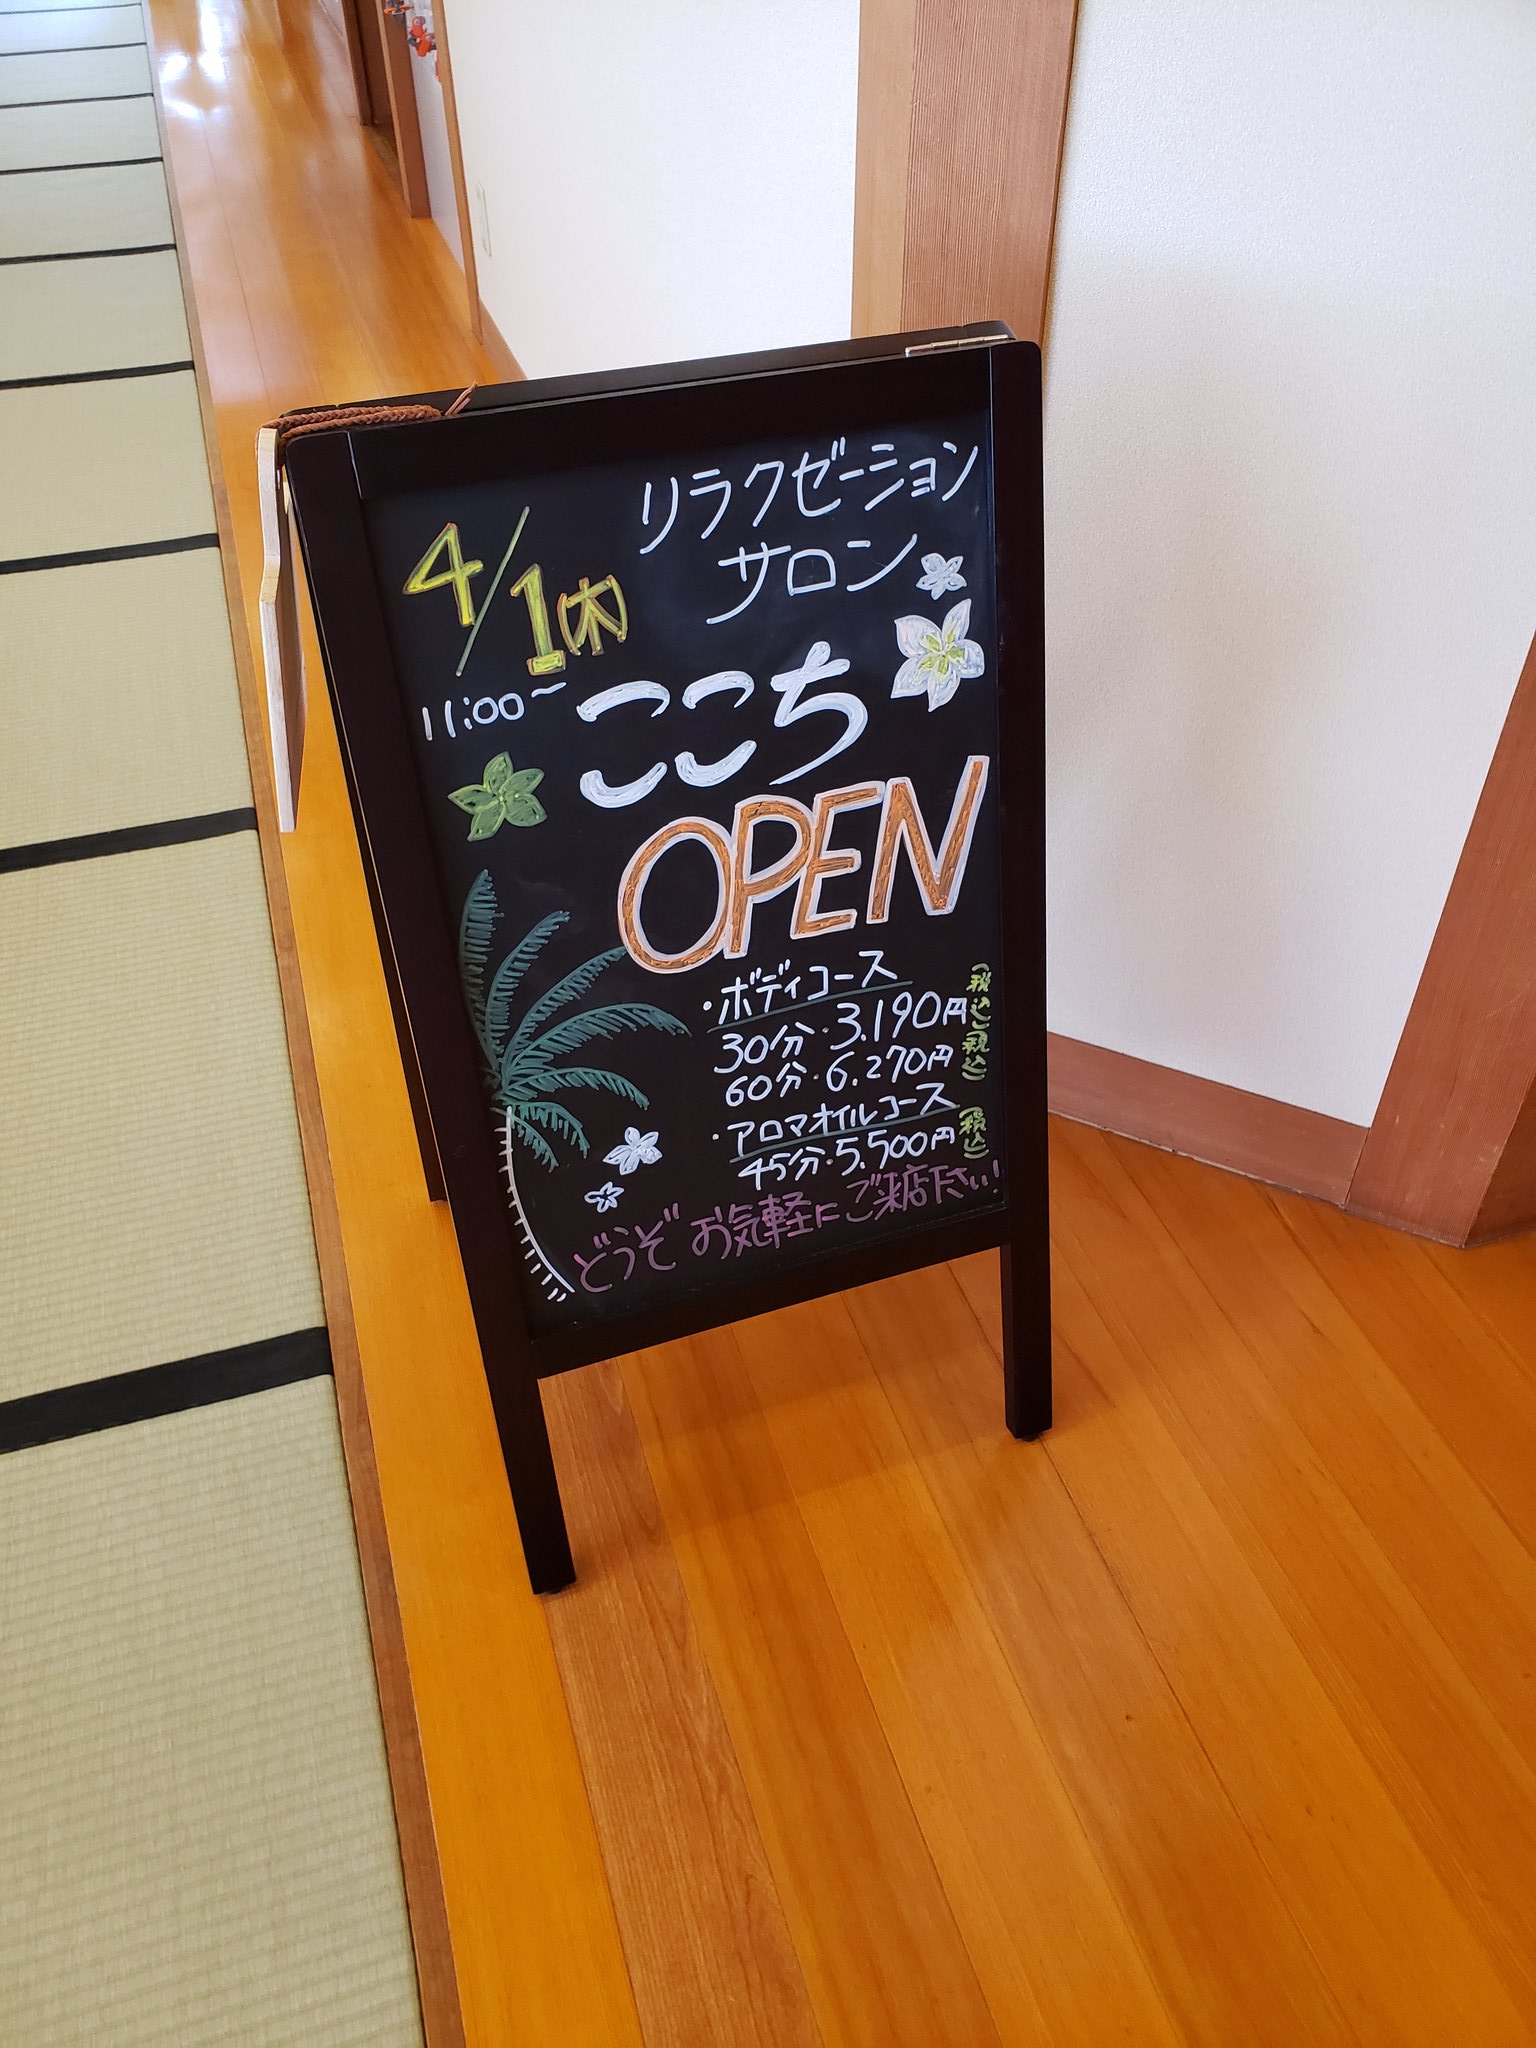 リラクゼーション
サロン
4/1(木)
11:00〜
ここち
OPEN
・ボディコース
30分・3.190円(税込)
60分・6.270円(税込)
・アロマオイルコース
45分・5.500円(税込)
どうぞお気軽にご来店下さい!